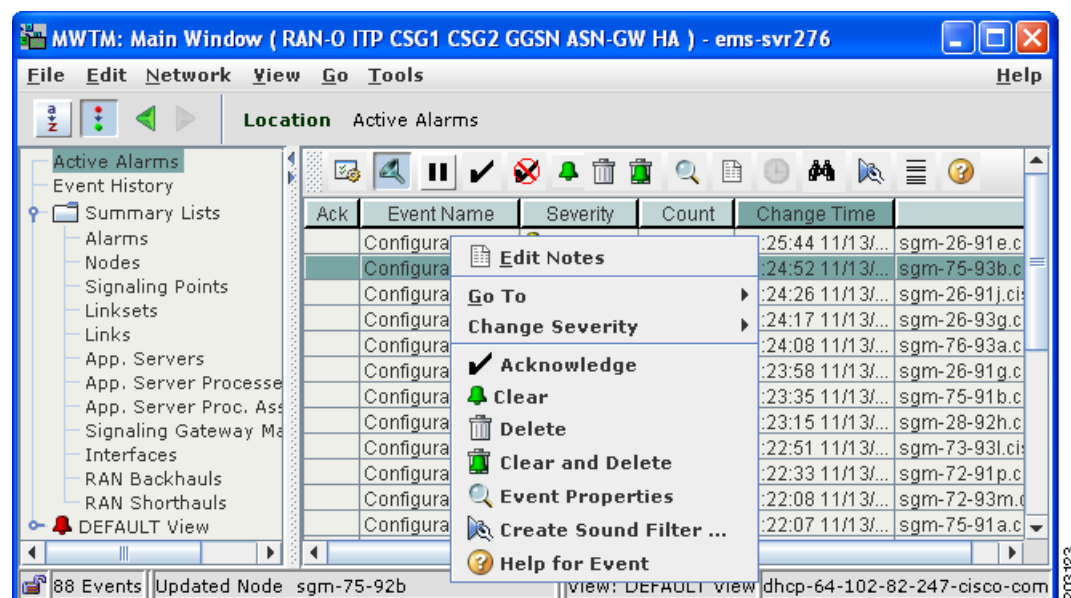 MWTM: Main Window ( RAN-O ITP CSG1 CSG2 GGSN ASN-GW HA ) - ems-svr276
File Edit Network View Go Tools Help
a z
Location Active Alarms
Active Alarms
Event History
Summary Lists
Alarms
Nodes
Signaling Points
Linksets
Links
App. Servers
App. Server Processe
App. Server Proc. Ass
Signaling Gateway Ma
Interfaces
RAN Backhauls
RAN Shorthauls
DEFAULT View
Ack Event Name Severity Count Change Time
Configura :25:44 11/13/... sgm-26-91e.c
Configura :24:52 11/13/... sgm-75-93b.c
Configura :24:26 11/13/... sgm-26-91j.ci
Configura :24:17 11/13/... sgm-26-93g.c
Configura :24:08 11/13/... sgm-76-93a.c
Configura :23:58 11/13/... sgm-26-91g.c
Configura :23:35 11/13/... sgm-75-91b.c
Configura :23:15 11/13/... sgm-28-92h.c
Configura :22:51 11/13/... sgm-73-93l.ci
Configura :22:33 11/13/... sgm-72-91p.c
Configura :22:08 11/13/... sgm-72-93m.
Configura :22:07 11/13/... sgm-75-91a.c
Edit Notes
Go To
Change Severity
Acknowledge
Clear
Delete
Clear and Delete
Event Properties
Create Sound Filter ...
Help for Event
88 Events Updated Node sgm-75-92b View: DEFAULT View dhcp-64-102-82-247-cisco-com
203123